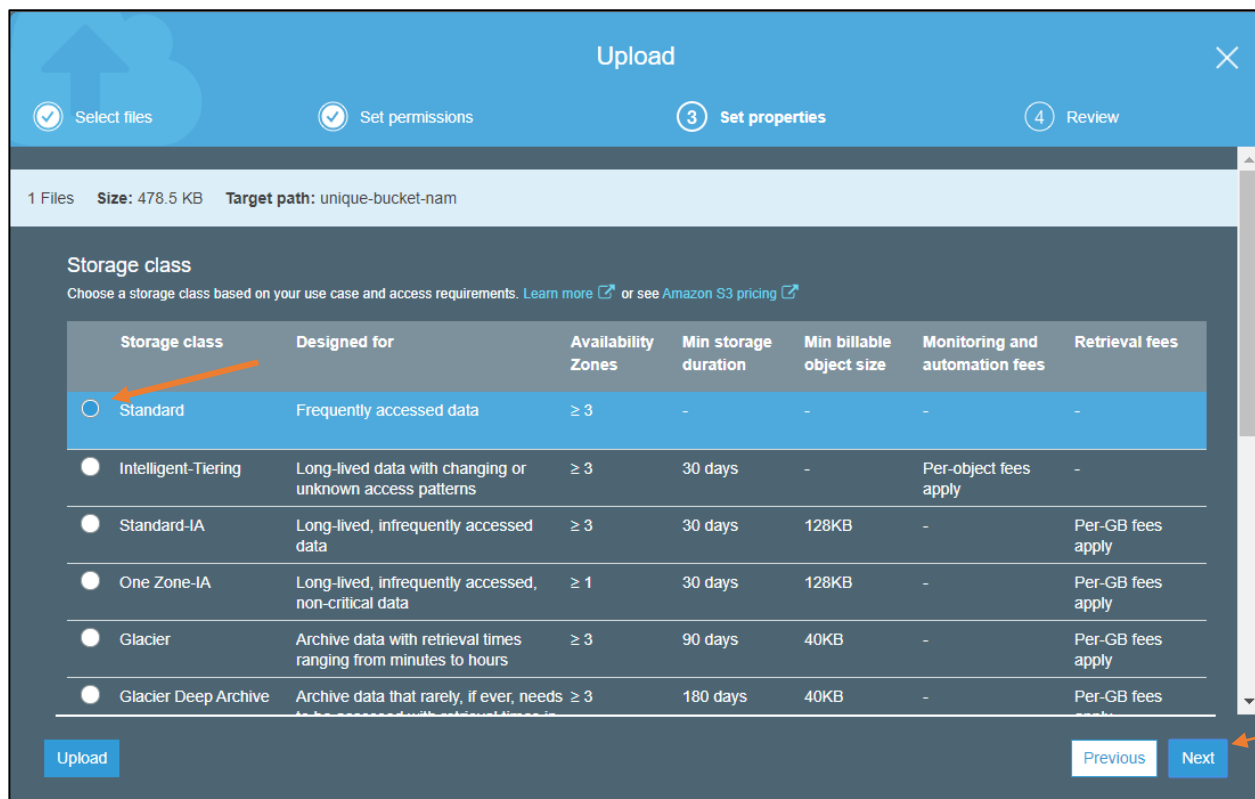 Upload
Select files
Set permissions
3 Set properties
4 Review
1 Files Size: 478.5 KB Target path: unique-bucket-nam
Storage class
Choose a storage class based on your use case and access requirements. Learn more or see Amazon S3 pricing
Storage class Designed for Availability Zones Min storage duration Min billable object size Monitoring and automation fees Retrieval fees
Standard Frequently accessed data ≥ 3 - - - -
Intelligent-Tiering Long-lived data with changing or ≥ 3 30 days - Per-object fees -
unknown access patterns apply
Standard-IA Long-lived, infrequently accessed ≥ 3 30 days 128KB - Per-GB fees
data apply
One Zone-IA Long-lived, infrequently accessed, ≥ 1 30 days 128KB - Per-GB fees
non-critical data apply
Glacier Archive data with retrieval times ≥ 3 90 days 40KB - Per-GB fees
ranging from minutes to hours apply
Glacier Deep Archive Archive data that rarely, if ever, needs ≥ 3 180 days 40KB - Per-GB fees
Upload Previous Next